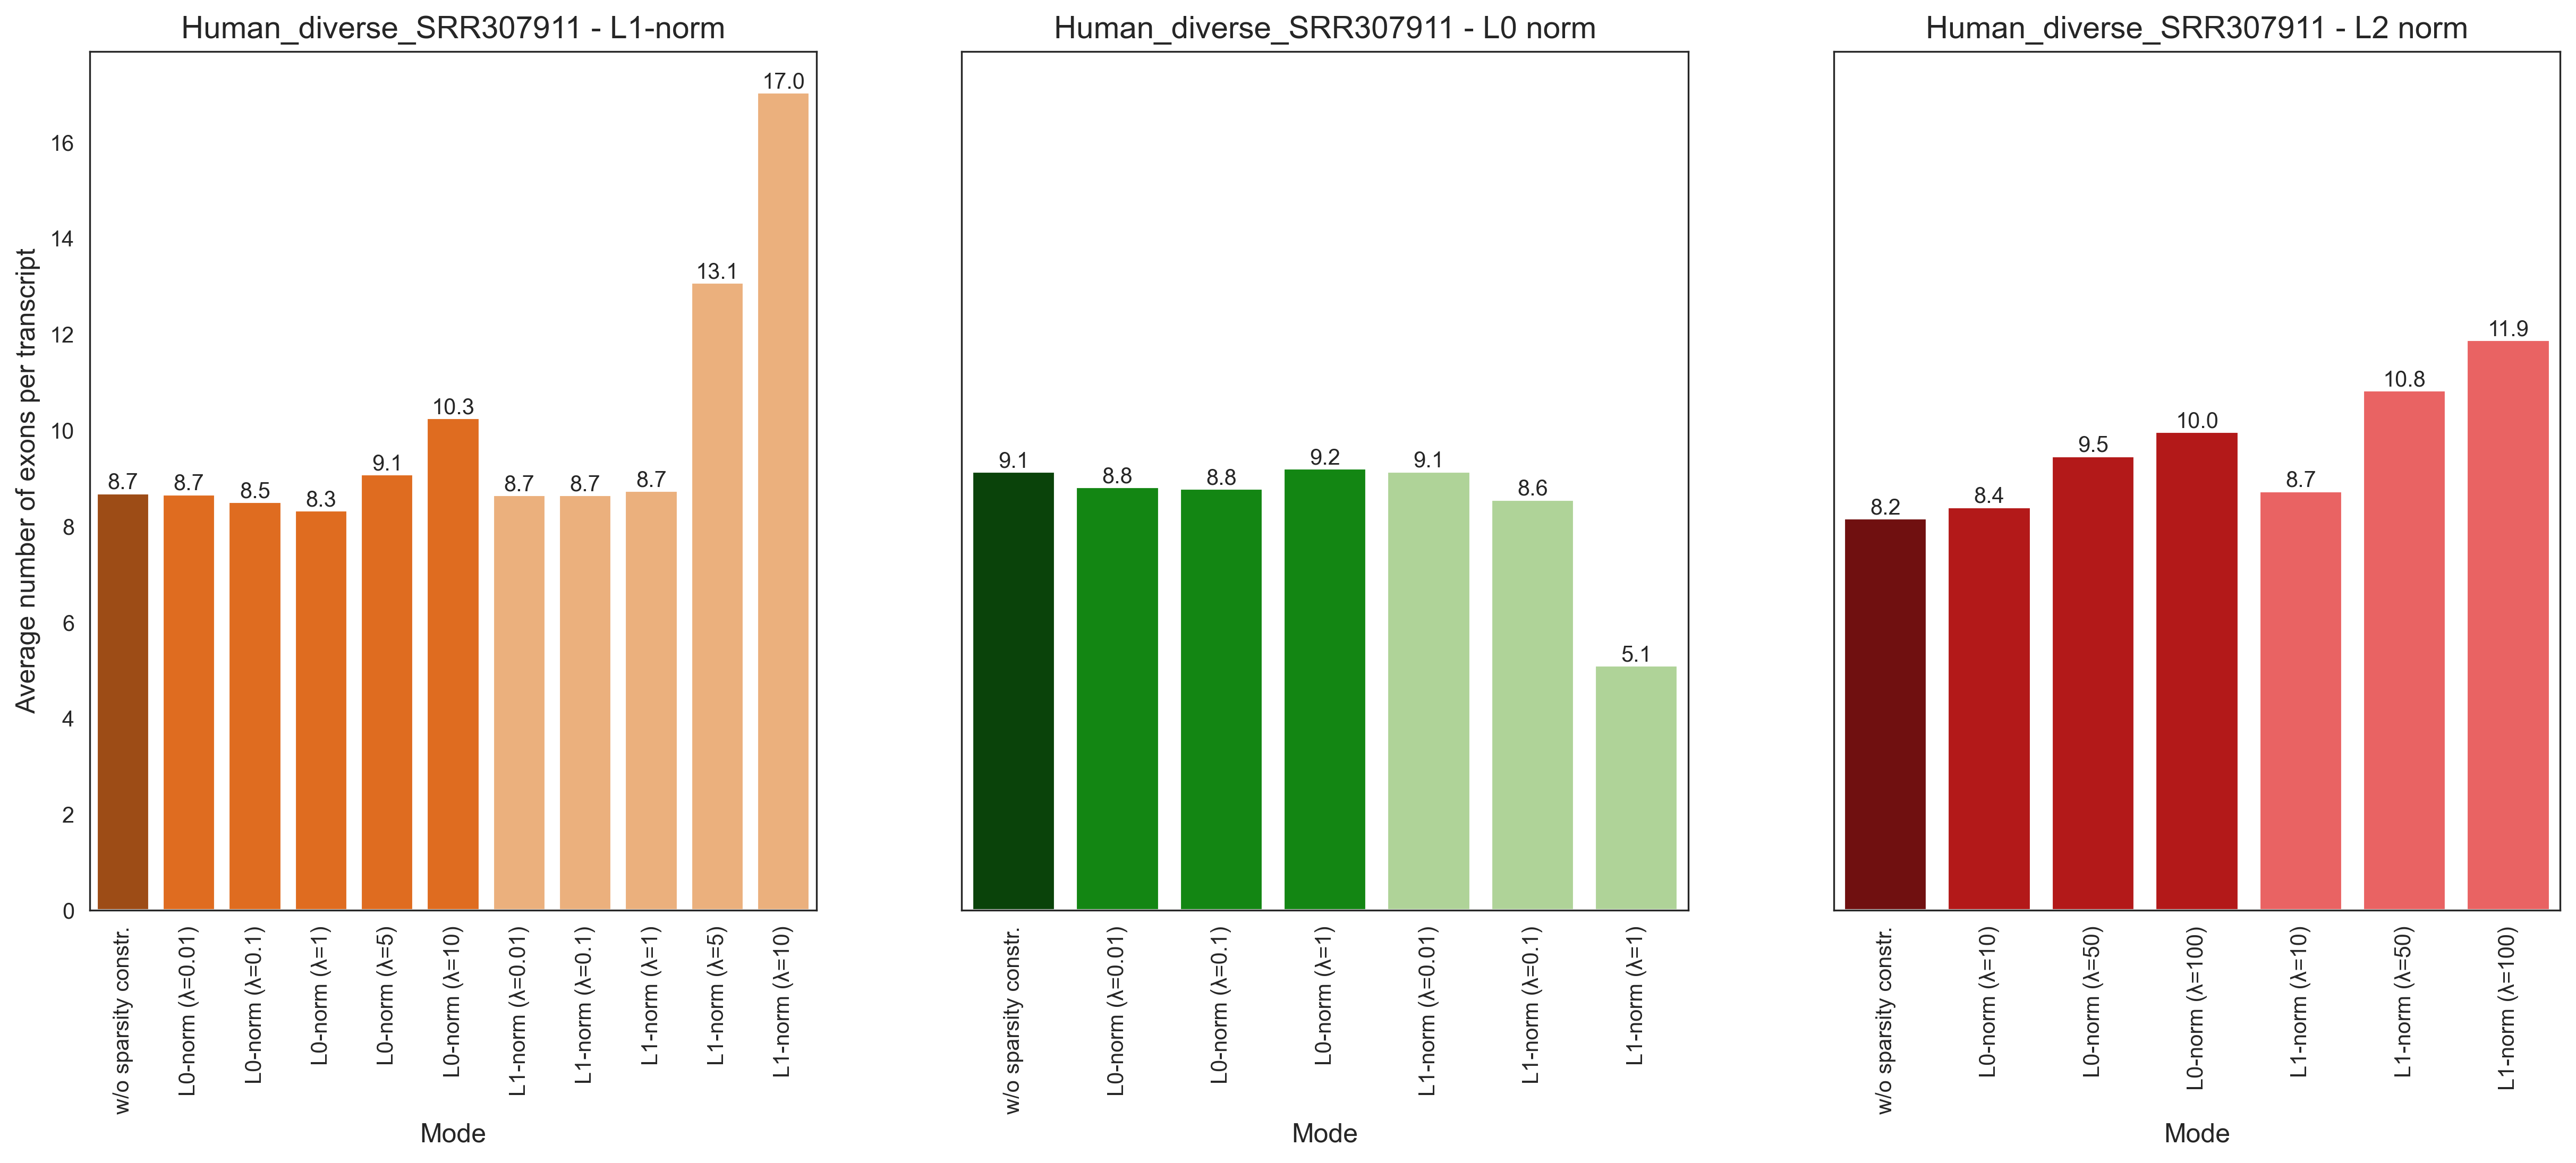 Human_diverse_SRR307911 - L1-norm
Average number of exons per transcript
16
14
12
10
8
6
4
2
0
8.7
8.7
8.5
8.3
9.1
10.3
8.7
8.7
8.7
13.1
17.0
w/o sparsity constr.
L0-norm (λ=0.01)
L0-norm (λ=0.1)
L0-norm (λ=1)
L0-norm (λ=5)
L0-norm (λ=10)
L1-norm (λ=0.01)
L1-norm (λ=0.1)
L1-norm (λ=1)
L1-norm (λ=5)
L1-norm (λ=10)
Mode
Human_diverse_SRR307911 - L0 norm
9.1
8.8
8.8
9.2
9.1
8.6
5.1
w/o sparsity constr.
L0-norm (λ=0.01)
L0-norm (λ=0.1)
L0-norm (λ=1)
L1-norm (λ=0.01)
L1-norm (λ=0.1)
L1-norm (λ=1)
Mode
Human_diverse_SRR307911 - L2 norm
8.2
8.4
9.5
10.0
8.7
10.8
11.9
w/o sparsity constr.
L0-norm (λ=10)
L0-norm (λ=50)
L0-norm (λ=100)
L1-norm (λ=10)
L1-norm (λ=50)
L1-norm (λ=100)
Mode